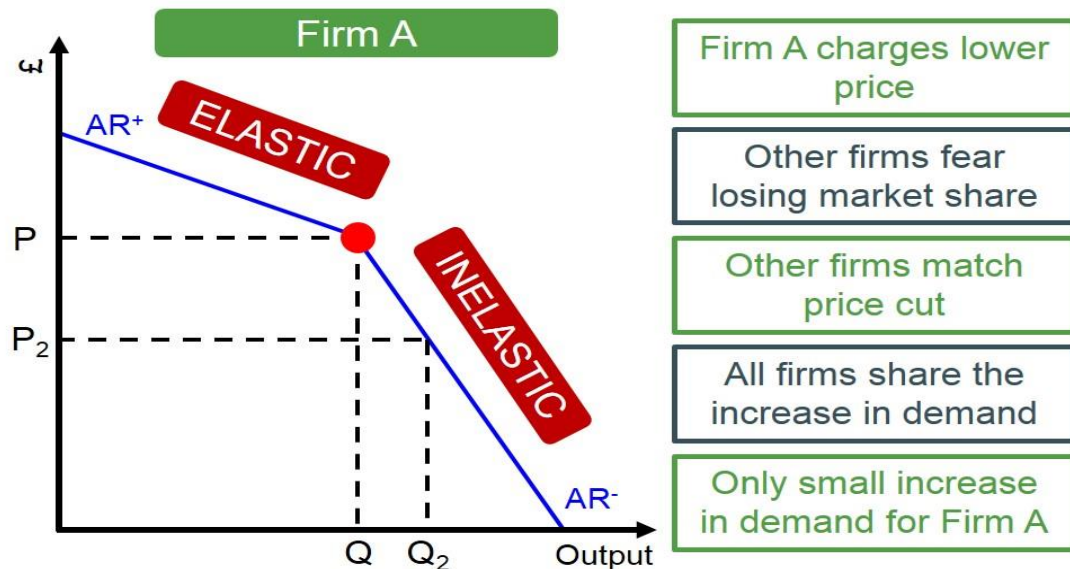 Firm A
£
AR⁺
ELASTIC
P
INELASTIC
P₂
AR⁻
Q
Q₂
Output
Firm A charges lower
price
Other firms fear
losing market share
Other firms match
price cut
All firms share the
increase in demand
Only small increase
in demand for Firm A